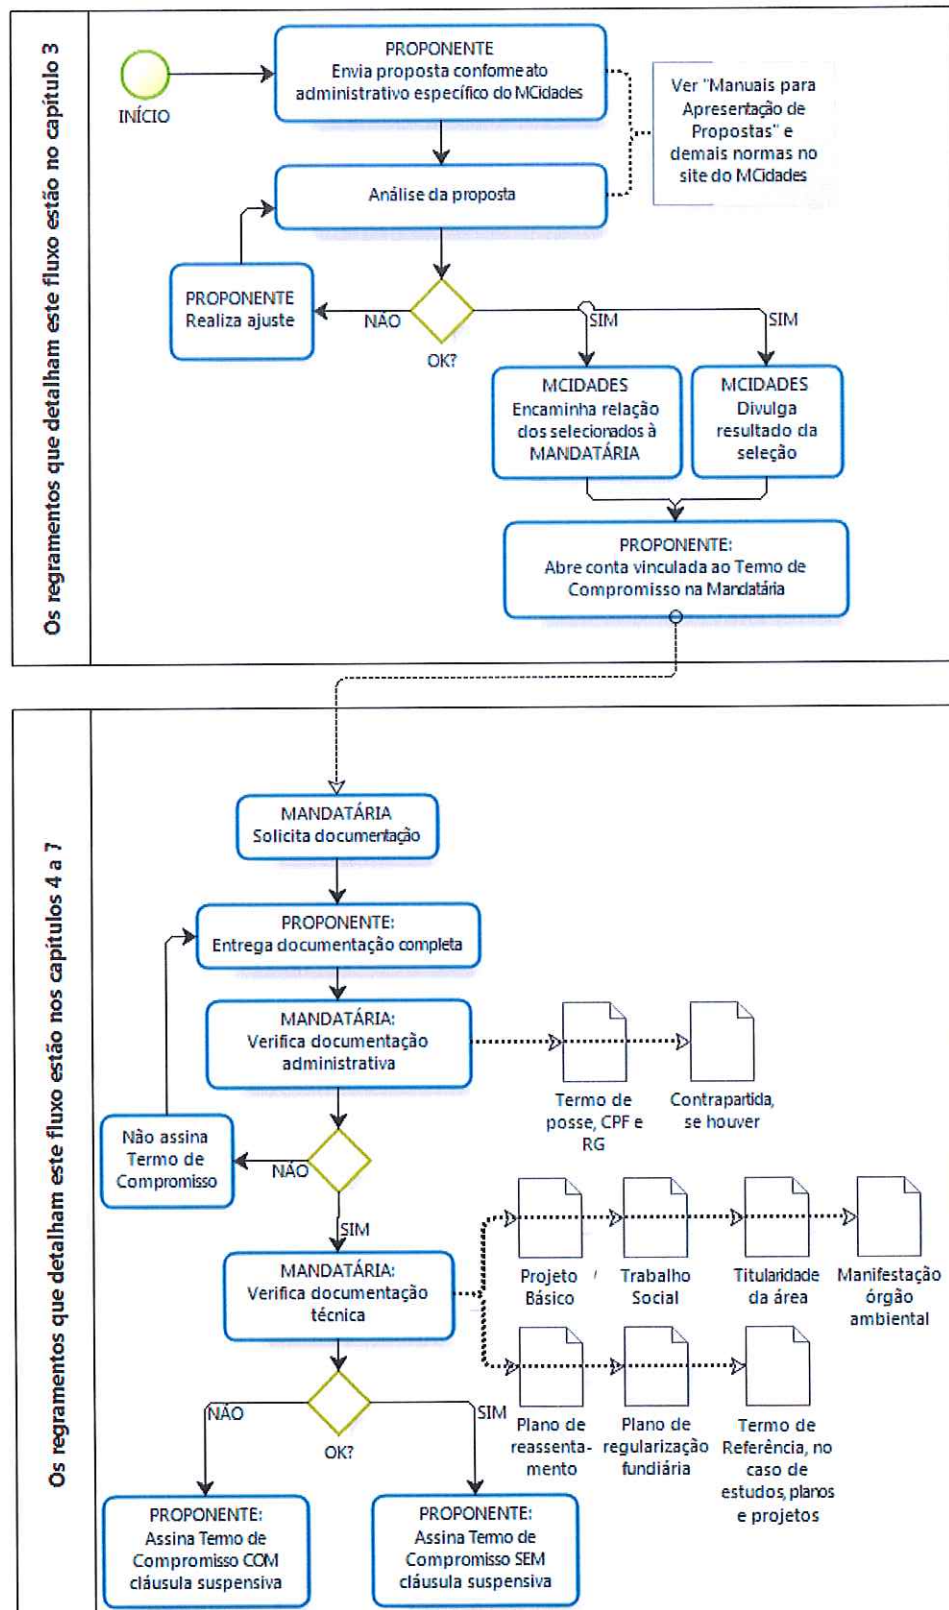 Os regramentos que detalham este fluxo estão no capítulo 3
INÍCIO
PROPONENTE
Envia proposta conforme ato
administrativo específico do MCidades
Ver "Manuais para
Apresentação de
Propostas" e
demais normas no
site do MCidades
Análise da proposta
PROPONENTE
Realiza ajuste
NÃO
OK?
SIM
SIM
MCIDADES
Encaminha relação
dos selecionados à
MANDATÁRIA
MCIDADES
Divulga
resultado da
seleção
PROPONENTE:
Abre conta vinculada ao Termo de
Compromisso na Mandatária
Os regramentos que detalham este fluxo estão nos capítulos 4 a 7
MANDATÁRIA
Solicita documentação
PROPONENTE:
Entrega documentação completa
MANDATÁRIA:
Verifica documentação
administrativa
Termo de
posse, CPF e
RG
Contrapartida,
se houver
Não assina
Termo de
Compromisso
NÃO
SIM
MANDATÁRIA:
Verifica documentação
técnica
Projeto
Básico
Trabalho
Social
Titularidade
da área
Manifestação
órgão
ambiental
Plano de
reassenta-
mento
Plano de
regularização
fundiária
Termo de
Referência, no
caso de
estudos, planos
e projetos
NÃO
OK?
SIM
PROPONENTE:
Assina Termo de
Compromisso COM
cláusula suspensiva
PROPONENTE:
Assina Termo de
Compromisso SEM
cláusula suspensiva